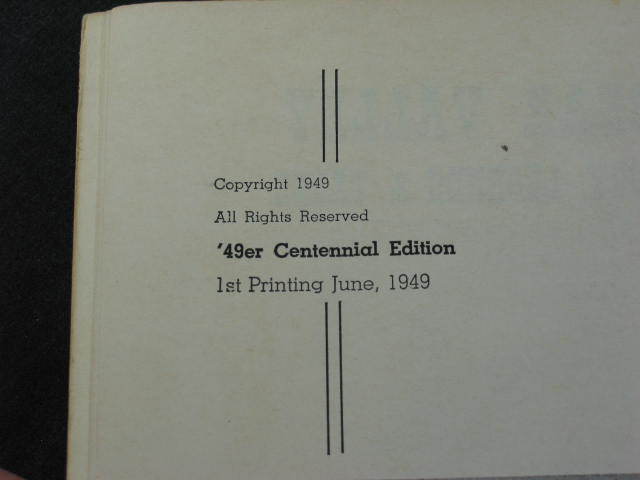 Copyright 1949
All Rights Reserved
'49er Centennial Edition
1st Printing June, 1949